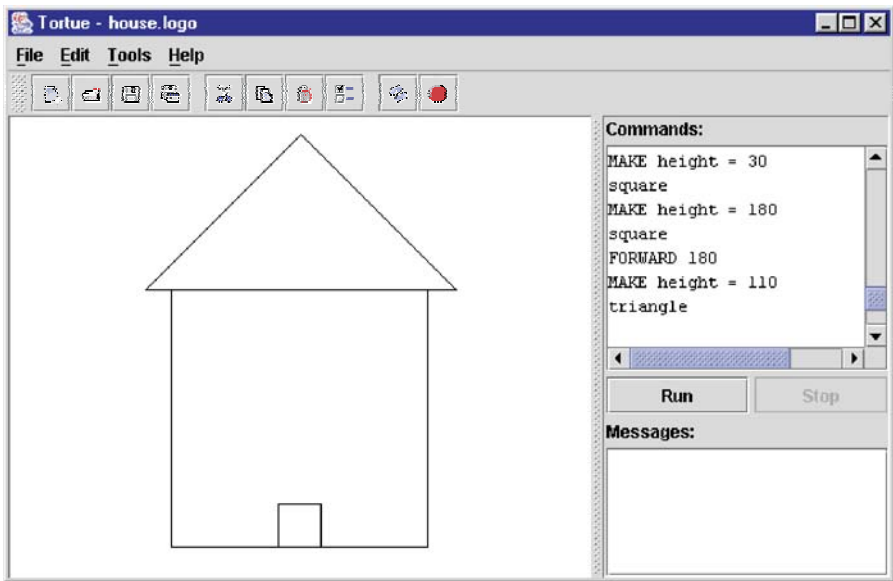 Tortue - house.logo
File Edit Tools Help
Commands:
MAKE height = 30
square
MAKE height = 180
square
FORWARD 180
MAKE height = 110
triangle
Run Stop
Messages: